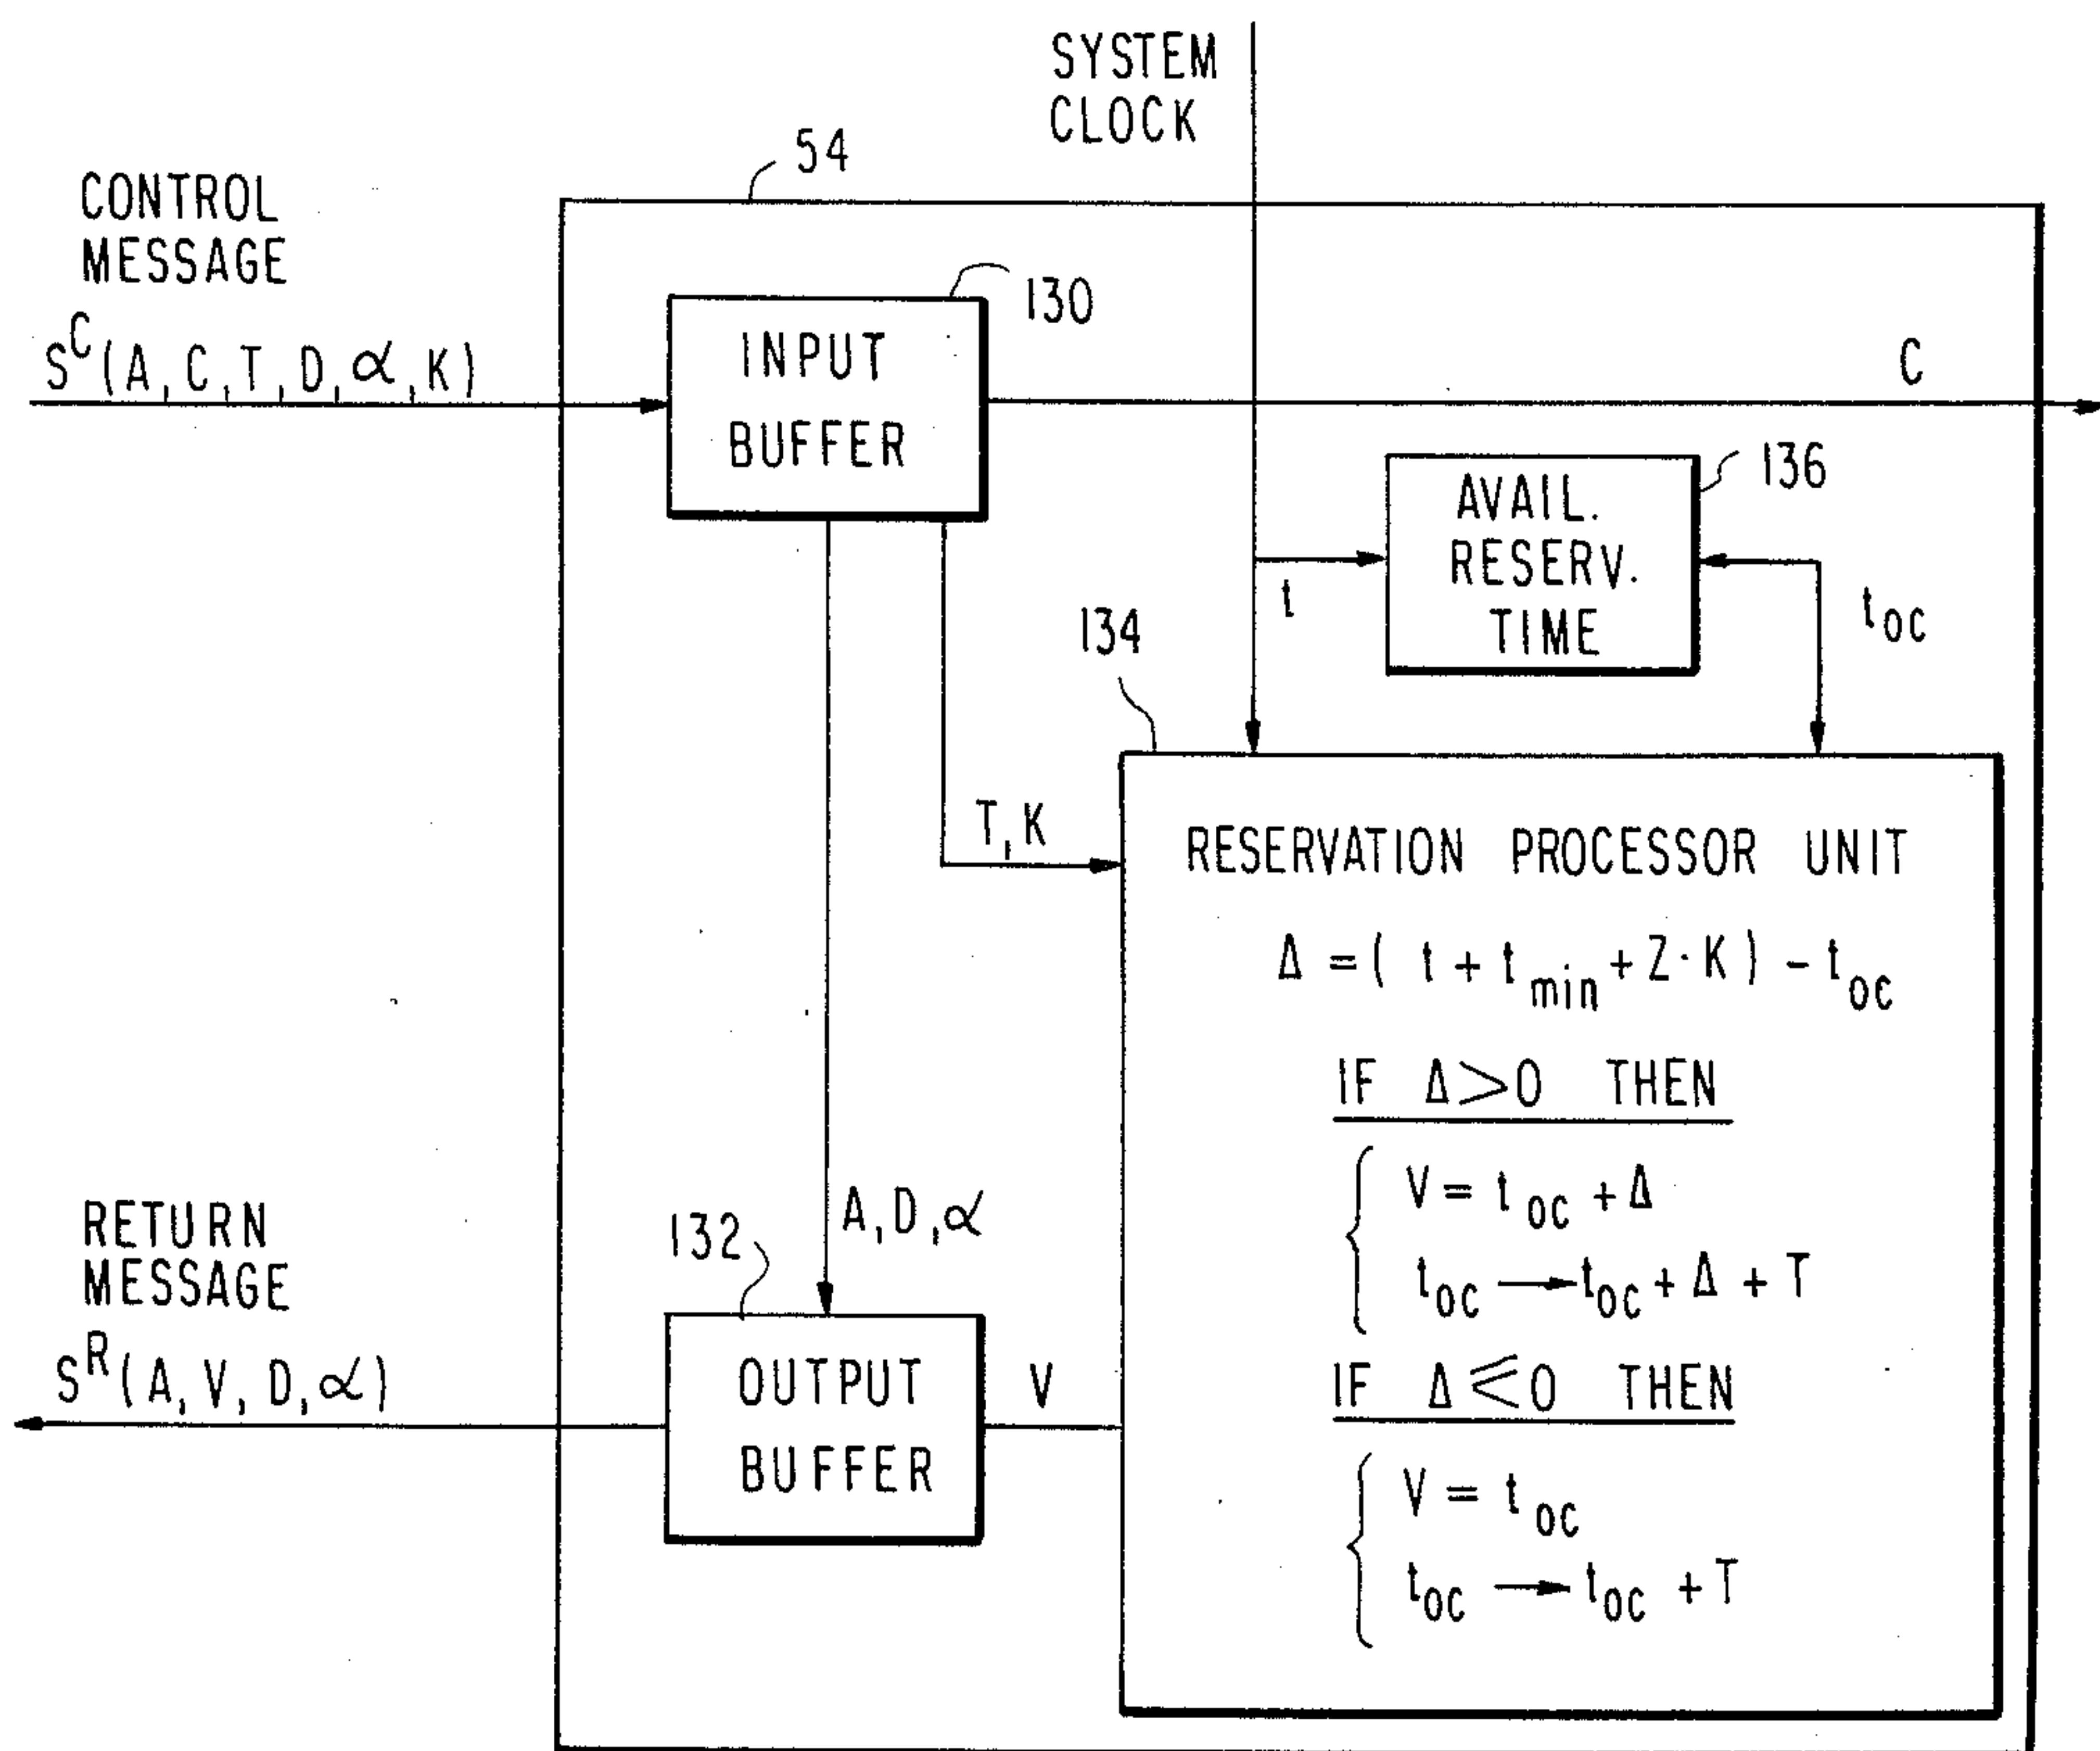 SYSTEM
CLOCK
54
CONTROL
MESSAGE
S^C(A, C, T, D, α, K)
130
INPUT
BUFFER
C
136
AVAIL.
RESERV.
TIME
t
t_oc
134
T, K
RESERVATION PROCESSOR UNIT
Δ = ( t + t_min + Z · K ) − t_oc
IF Δ > 0 THEN
V = t_oc + Δ
t_oc → t_oc + Δ + T
IF Δ ≤ 0 THEN
V = t_oc
t_oc → t_oc + T
A, D, α
132
RETURN
MESSAGE
S^R(A, V, D, α)
OUTPUT
BUFFER
V